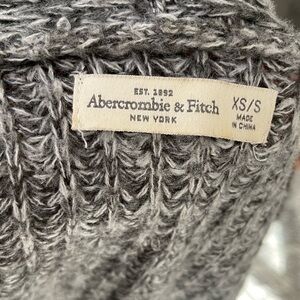 EST. 1892
Abercrombie & Fitch
NEW YORK
XS/S
MADE
IN CHINA